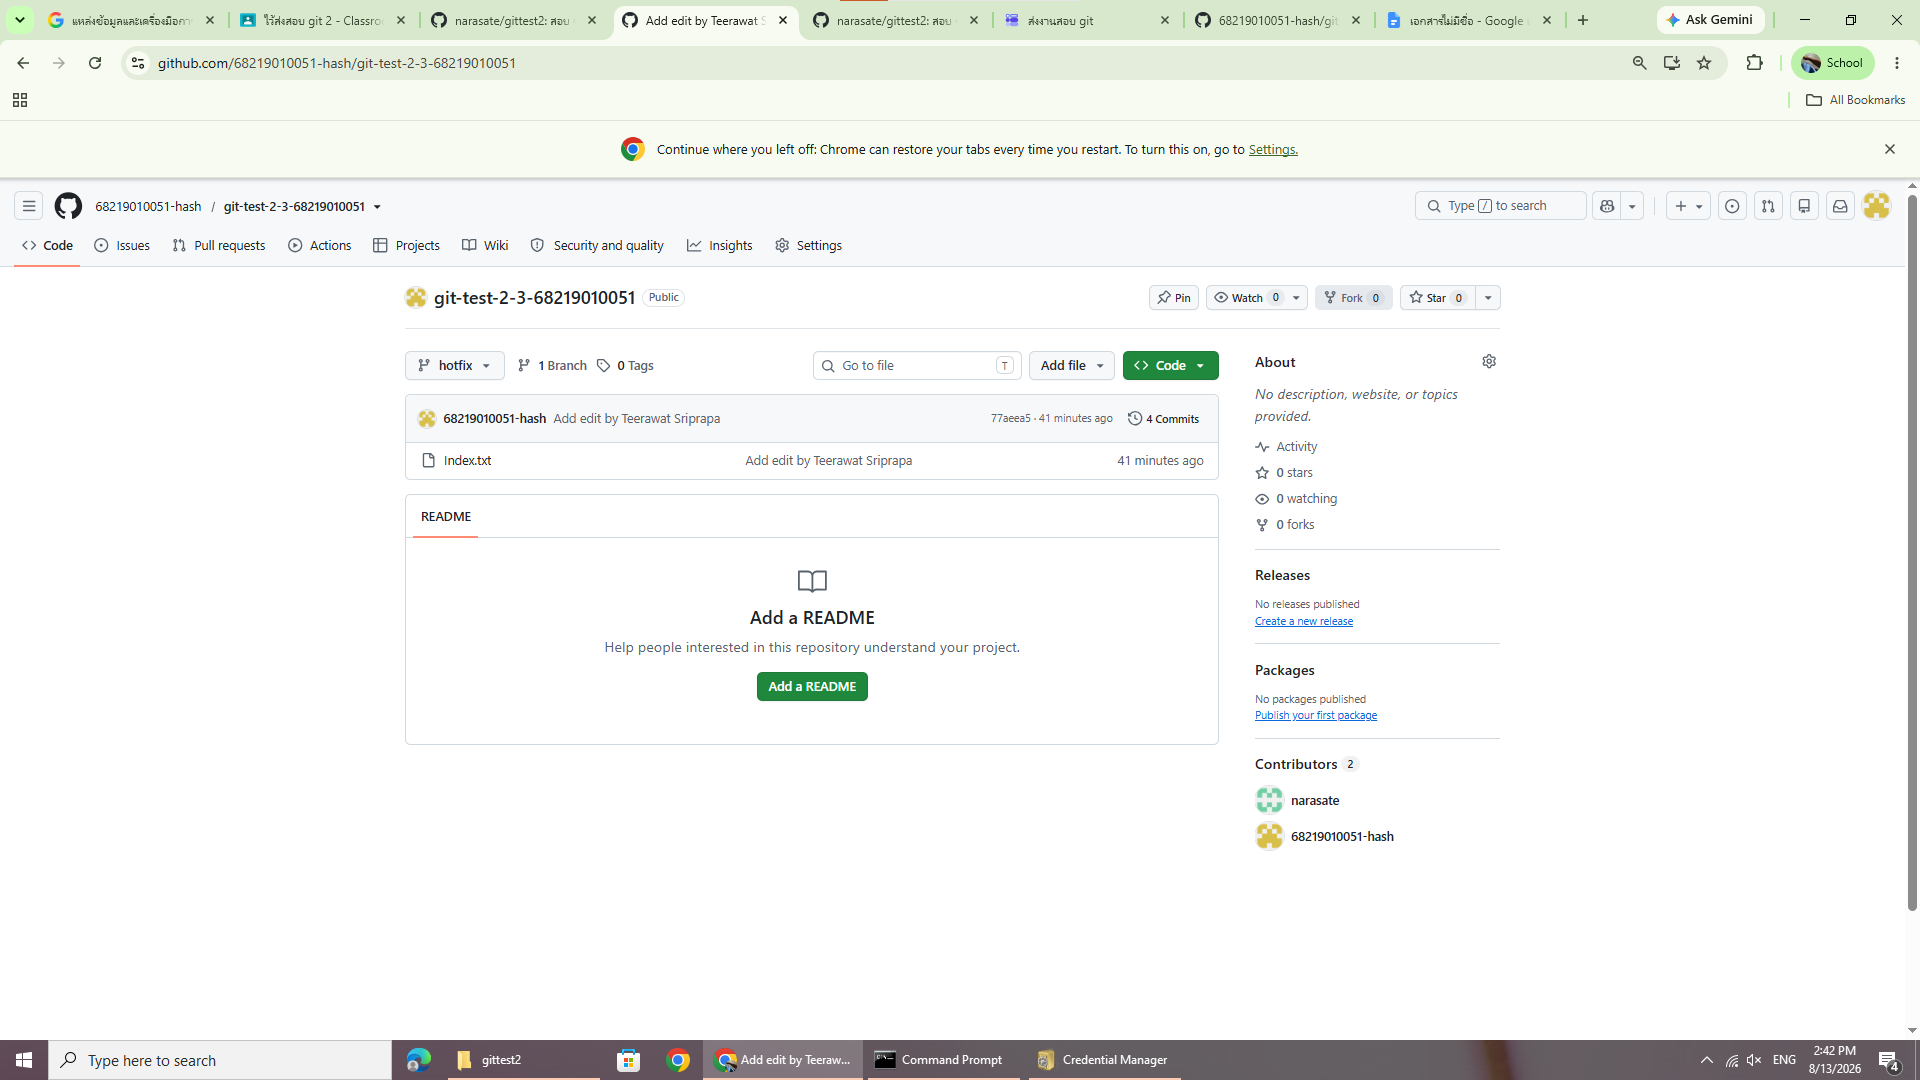 แหล่งข้อมูลและเครื่องมือกา
ไว้ส่งสอบ git 2 - Classro
narasate/gittest2: สอบ
Add edit by Teerawat S
narasate/gittest2: สอบ
ส่งงานสอบ git
68219010051-hash/git
เอกสารไม่มีชื่อ - Google
Ask Gemini
github.com/68219010051-hash/git-test-2-3-68219010051
School
All Bookmarks
Continue where you left off: Chrome can restore your tabs every time you restart. To turn this on, go to Settings.
68219010051-hash / git-test-2-3-68219010051
Type / to search
Code
Issues
Pull requests
Actions
Projects
Wiki
Security and quality
Insights
Settings
git-test-2-3-68219010051 Public
Pin
Watch 0
Fork 0
Star 0
hotfix
1 Branch
0 Tags
Go to file T
Add file
Code
68219010051-hash Add edit by Teerawat Sriprapa 77aeea5 · 41 minutes ago 4 Commits
Index.txt Add edit by Teerawat Sriprapa 41 minutes ago
README
Add a README
Help people interested in this repository understand your project.
Add a README
About
No description, website, or topics
provided.
Activity
0 stars
0 watching
0 forks
Releases
No releases published
Create a new release
Packages
No packages published
Publish your first package
Contributors 2
narasate
68219010051-hash
Type here to search
gittest2
Add edit by Teeraw...
Command Prompt
Credential Manager
ENG
2:42 PM
8/13/2026
4